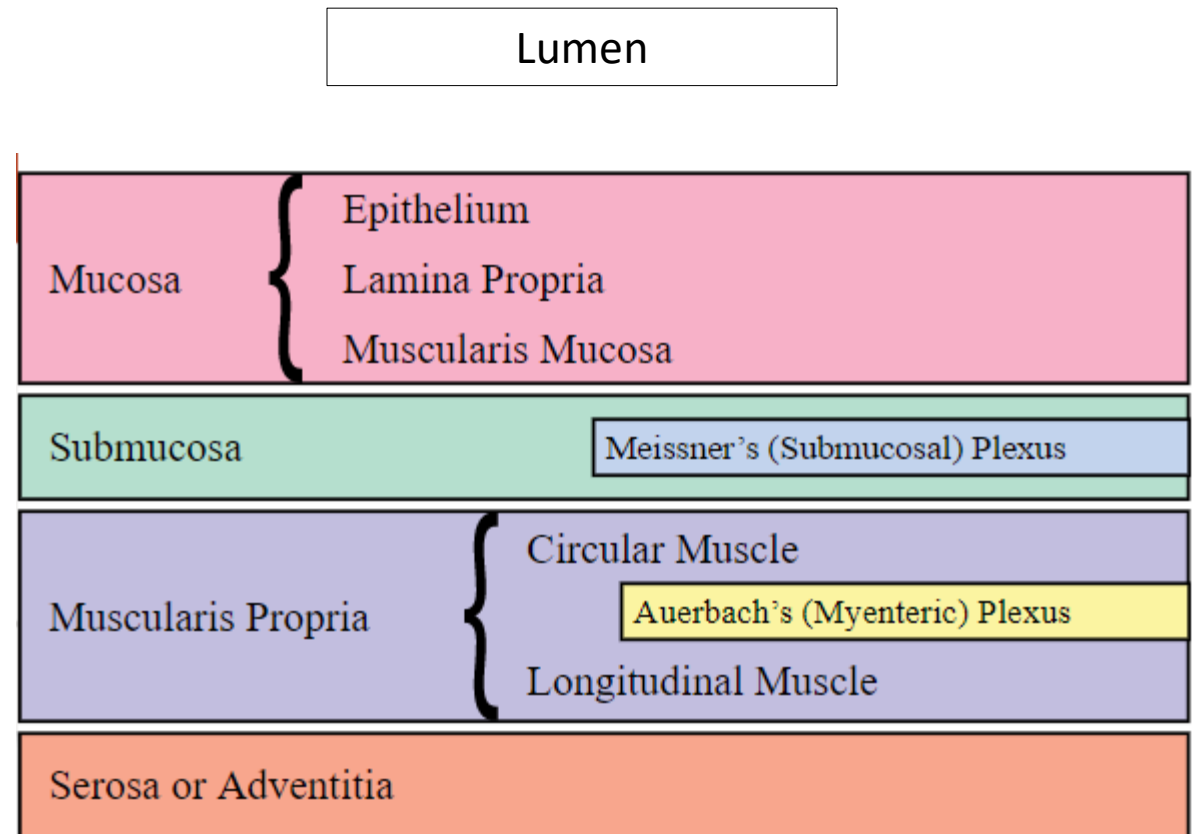 Lumen
Epithelium
Mucosa
Lamina Propria
Muscularis Mucosa
Submucosa
Meissner’s (Submucosal) Plexus
Circular Muscle
Muscularis Propria
Auerbach’s (Myenteric) Plexus
Longitudinal Muscle
Serosa or Adventitia